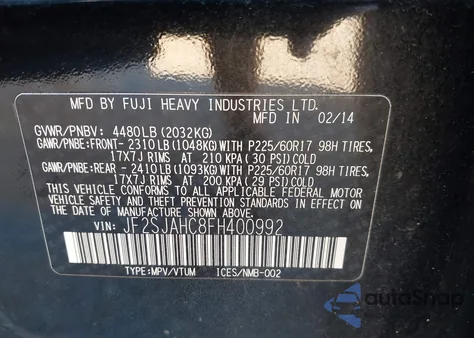 MFD BY FUJI HEAVY INDUSTRIES LTD.
MFD IN 02/14
GVWR/PNBV: 4480LB (2032KG)
GAWR/PNBE:FRONT- 2310LB (1048KG) WITH P225/60R17 98H TIRES,
17X7J RIMS AT 210 KPA (30 PSI) COLD
GAWR/PNBE: REAR - 2410LB (1093KG) WITH P225/60R17 98H TIRES,
17X7J RIMS AT 200 KPA (29 PSI) COLD
THIS VEHICLE CONFORMS TO ALL APPLICABLE FEDERAL MOTOR
VEHICLE SAFETY AND BUMPER STANDARDS IN EFFECT ON THE
DATE OF MANUFACTURE SHOWN ABOVE.
VIN: JF2SJAHC8FH400992
TYPE:MPV/VTUM ICES/NMB-002
autoSnap